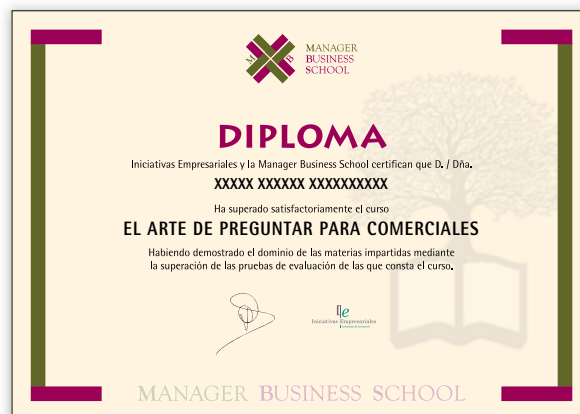 M B
MANAGER
BUSINESS
SCHOOL
DIPLOMA
Iniciativas Empresariales y la Manager Business School certifican que D. / Dña.
XXXXX XXXXXX XXXXXXXXXX
Ha superado satisfactoriamente el curso
EL ARTE DE PREGUNTAR PARA COMERCIALES
Habiendo demostrado el dominio de las materias impartidas mediante
la superación de las pruebas de evaluación de las que consta el curso.
Iniciativas Empresariales
MANAGER BUSINESS SCHOOL